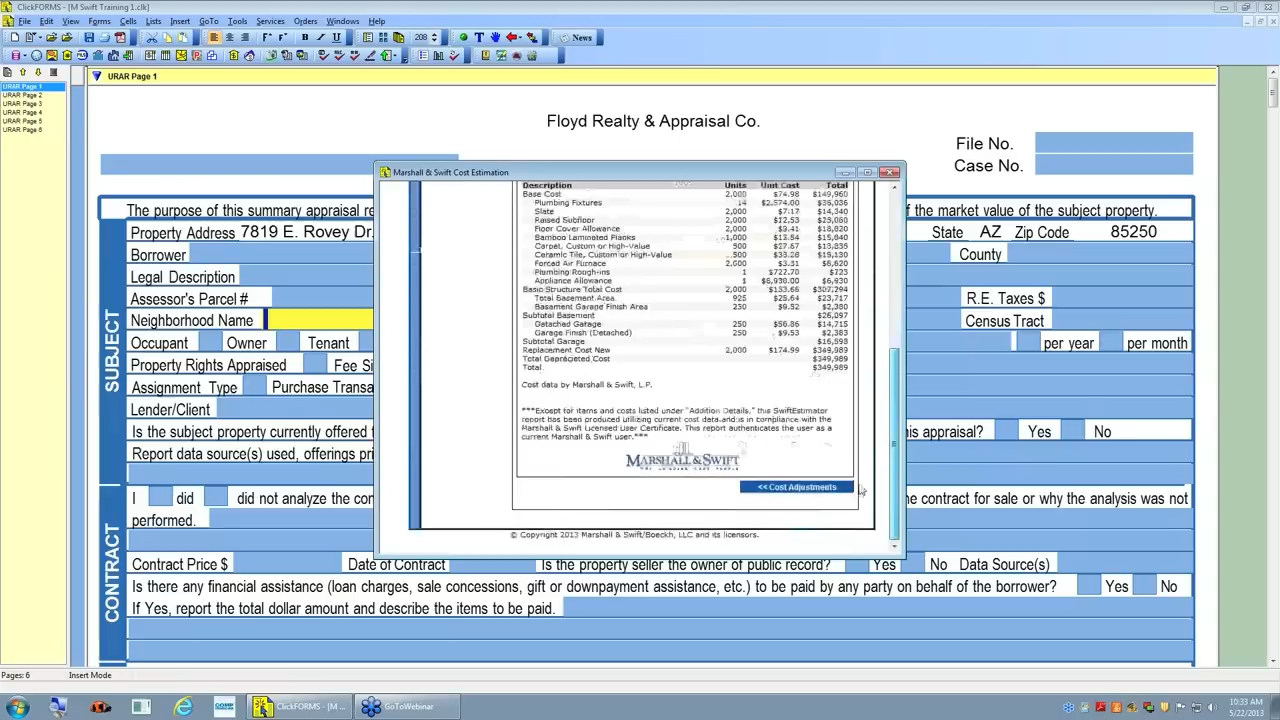 ClickFORMS - [M Swift Training 1.clk]
File Edit View Forms Cells Lists Insert GoTo Tools Services Orders Windows Help
B I U 208 News
URAR Page 1
URAR Page 2
URAR Page 3
URAR Page 4
URAR Page 5
URAR Page 6
URAR Page 1
Floyd Realty & Appraisal Co.
File No.
Case No.
SUBJECT
The purpose of this summary appraisal re
of the market value of the subject property.
Property Address 7819 E. Rovey Dr.
State AZ Zip Code 85250
Borrower
County
Legal Description
Assessor's Parcel #
R.E. Taxes $
Neighborhood Name
Census Tract
Occupant Owner Tenant
per year per month
Property Rights Appraised Fee Si
Assignment Type Purchase Transa
Lender/Client
Is the subject property currently offered t
this appraisal? Yes No
Report data source(s) used, offerings pri
CONTRACT
I did did not analyze the con
the contract for sale or why the analysis was not
performed.
Contract Price $ Date of Contract Is the property seller the owner of public record? Yes No Data Source(s)
Is there any financial assistance (loan charges, sale concessions, gift or downpayment assistance, etc.) to be paid by any party on behalf of the borrower? Yes No
If Yes, report the total dollar amount and describe the items to be paid.
Marshall & Swift Cost Estimation
Description Units Unit Cost Total
Base Cost 2,000 $74.98 $149,960
Plumbing Fixtures 14 $2,574.00 $36,036
Slate 2,000 $7.17 $14,340
Raised Subfloor 2,000 $12.53 $25,060
Floor Cover Allowance 2,000 $9.41 $18,820
Bamboo Laminated Planks 1,000 $15.84 $15,840
Carpet, Custom or High-Value 500 $27.67
Ceramic Tile, Custom or High-Value 500 $38.26 $19,130
Forced Air Furnace 2,000 $3.31 $6,620
Plumbing Rough-ins 1 $722.70 $723
Appliance Allowance 1 $6,930.00 $6,930
Basic Structure Total Cost 2,000 $307,294
Total Basement Area 925 $25.64 $23,717
Basement Garage Finish Area 250 $9.52 $2,380
Subtotal Basement $26,097
Detached Garage 250 $58.86 $14,715
Garage Finish (Detached) 250 $9.53 $2,383
Subtotal Garage
Replacement Cost New 2,000 $174.99 $349,989
Total Depreciated Cost $349,989
Total $349,989
Cost data by Marshall & Swift, L.P.
***Except for items and costs listed under "Addition Details," this SwiftEstimator
report has been produced utilizing current cost data and is in compliance with the
Marshall & Swift Licensed User Certificate. This report authenticates the user as a
current Marshall & Swift user.***
MARSHALL & SWIFT
<< Cost Adjustments
© Copyright 2013 Marshall & Swift/Boeckh, LLC and its licensors.
Pages: 6 Insert Mode
COMP ClickFORMS - [M ... GoToWebinar
10:33 AM
5/22/2013